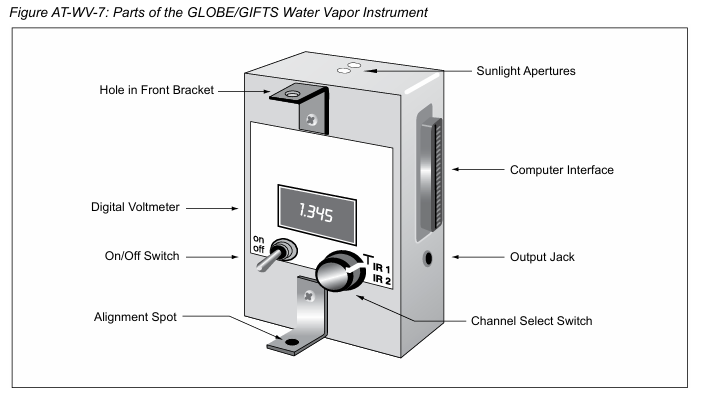 Figure AT-WV-7: Parts of the GLOBE/GIFTS Water Vapor Instrument
Sunlight Apertures
Hole in Front Bracket
Computer Interface
Digital Voltmeter
1.345
on
off
On/Off Switch
T
IR 1
IR 2
Output Jack
Alignment Spot
Channel Select Switch